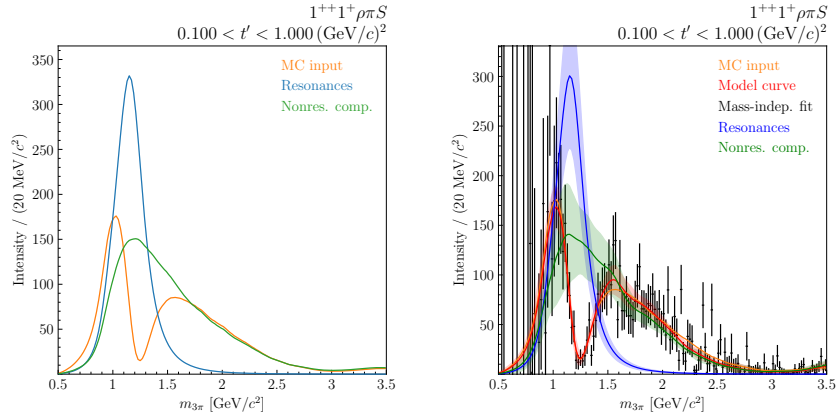 1⁺⁺1⁺ρπS
0.100 < t′ < 1.000 (GeV/c)²
MC input
Resonances
Nonres. comp.
Intensity / (20 MeV/c²)
350
300
250
200
150
100
50
0.5 1 1.5 2 2.5 3 3.5
m₃π [GeV/c²]
1⁺⁺1⁺ρπS
0.100 < t′ < 1.000 (GeV/c)²
MC input
Model curve
Mass-indep. fit
Resonances
Nonres. comp.
Intensity / (20 MeV/c²)
300
250
200
150
100
50
0.5 1 1.5 2 2.5 3 3.5
m₃π [GeV/c²]